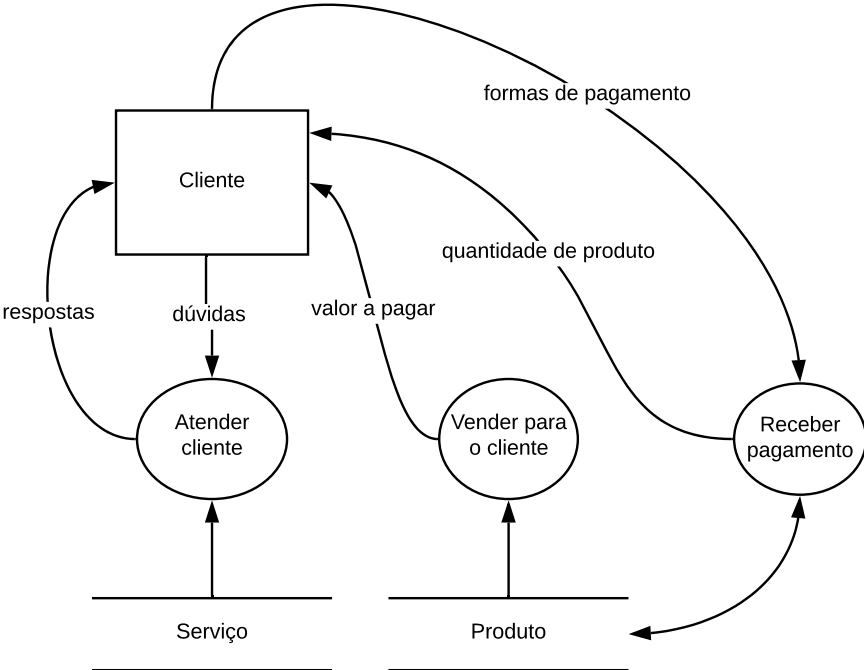 formas de pagamento
Cliente
quantidade de produto
respostas
dúvidas
valor a pagar
Atender
cliente
Vender para
o cliente
Receber
pagamento
Serviço
Produto